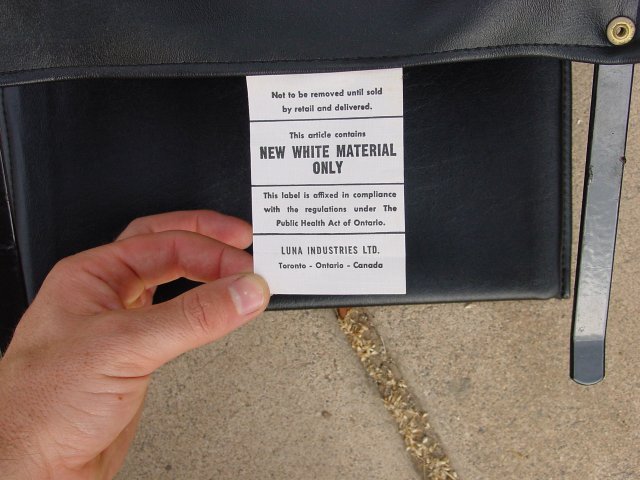 Not to be removed until sold
by retail and delivered.
This article contains
NEW WHITE MATERIAL
ONLY
This label is affixed in compliance
with the regulations under The
Public Health Act of Ontario.
LUNA INDUSTRIES LTD.
Toronto - Ontario - Canada